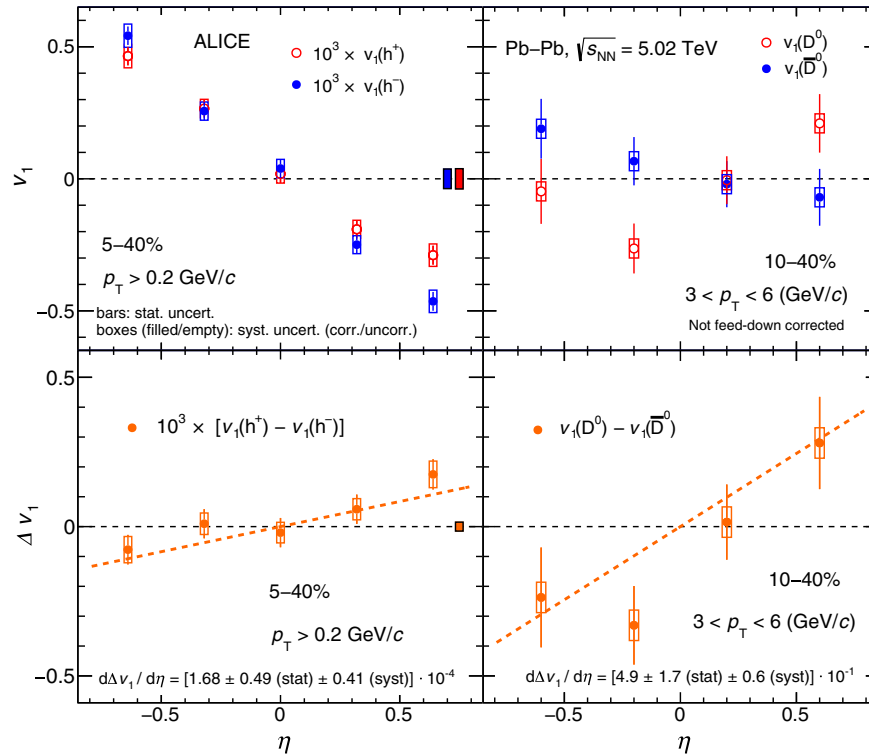 ALICE
10³ × v₁(h⁺)
10³ × v₁(h⁻)
0.5
0
−0.5
v₁
5–40%
p_T > 0.2 GeV/c
bars: stat. uncert.
boxes (filled/empty): syst. uncert. (corr./uncorr.)
Pb–Pb, √s_NN = 5.02 TeV
v₁(D⁰)
v₁(D̅⁰)
10–40%
3 < p_T < 6 (GeV/c)
Not feed-down corrected
10³ × [v₁(h⁺) − v₁(h⁻)]
0.5
0
−0.5
Δ v₁
5–40%
p_T > 0.2 GeV/c
dΔv₁ / dη = [1.68 ± 0.49 (stat) ± 0.41 (syst)] · 10⁻⁴
−0.5 0 0.5
η
v₁(D⁰) − v₁(D̅⁰)
10–40%
3 < p_T < 6 (GeV/c)
dΔv₁ / dη = [4.9 ± 1.7 (stat) ± 0.6 (syst)] · 10⁻¹
−0.5 0 0.5
η